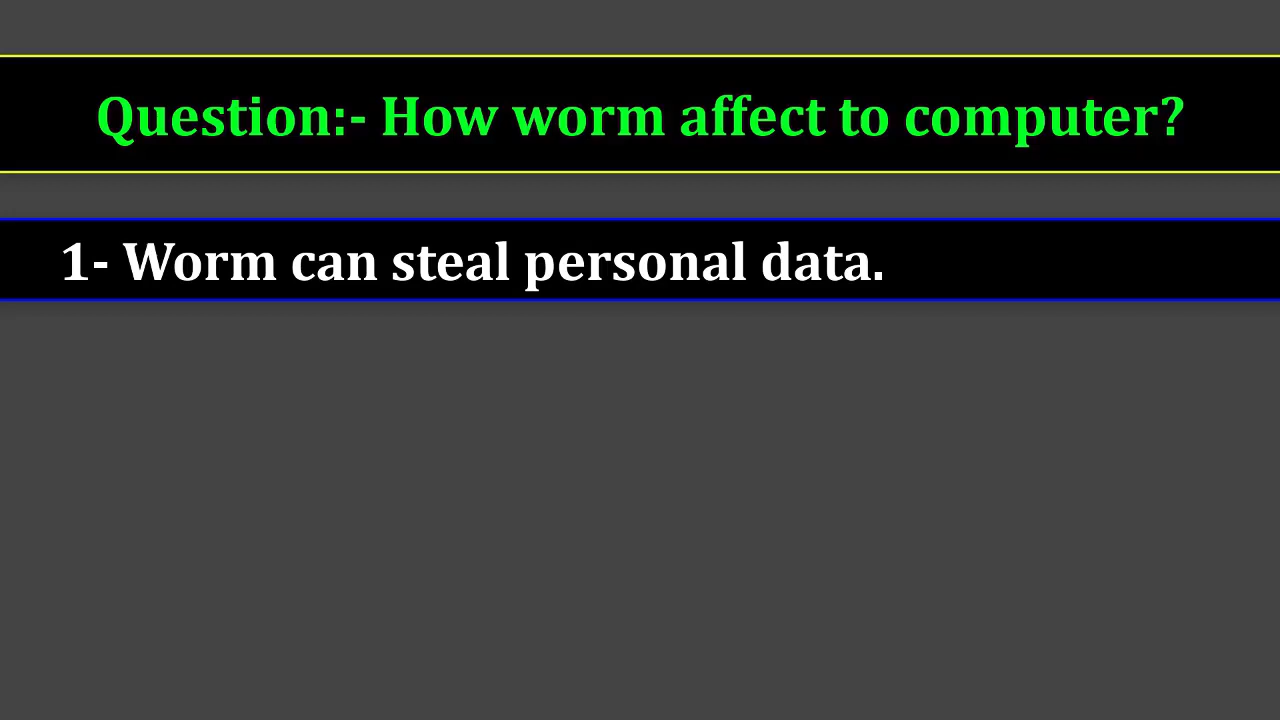 Question:- How worm affect to computer?
1- Worm can steal personal data.